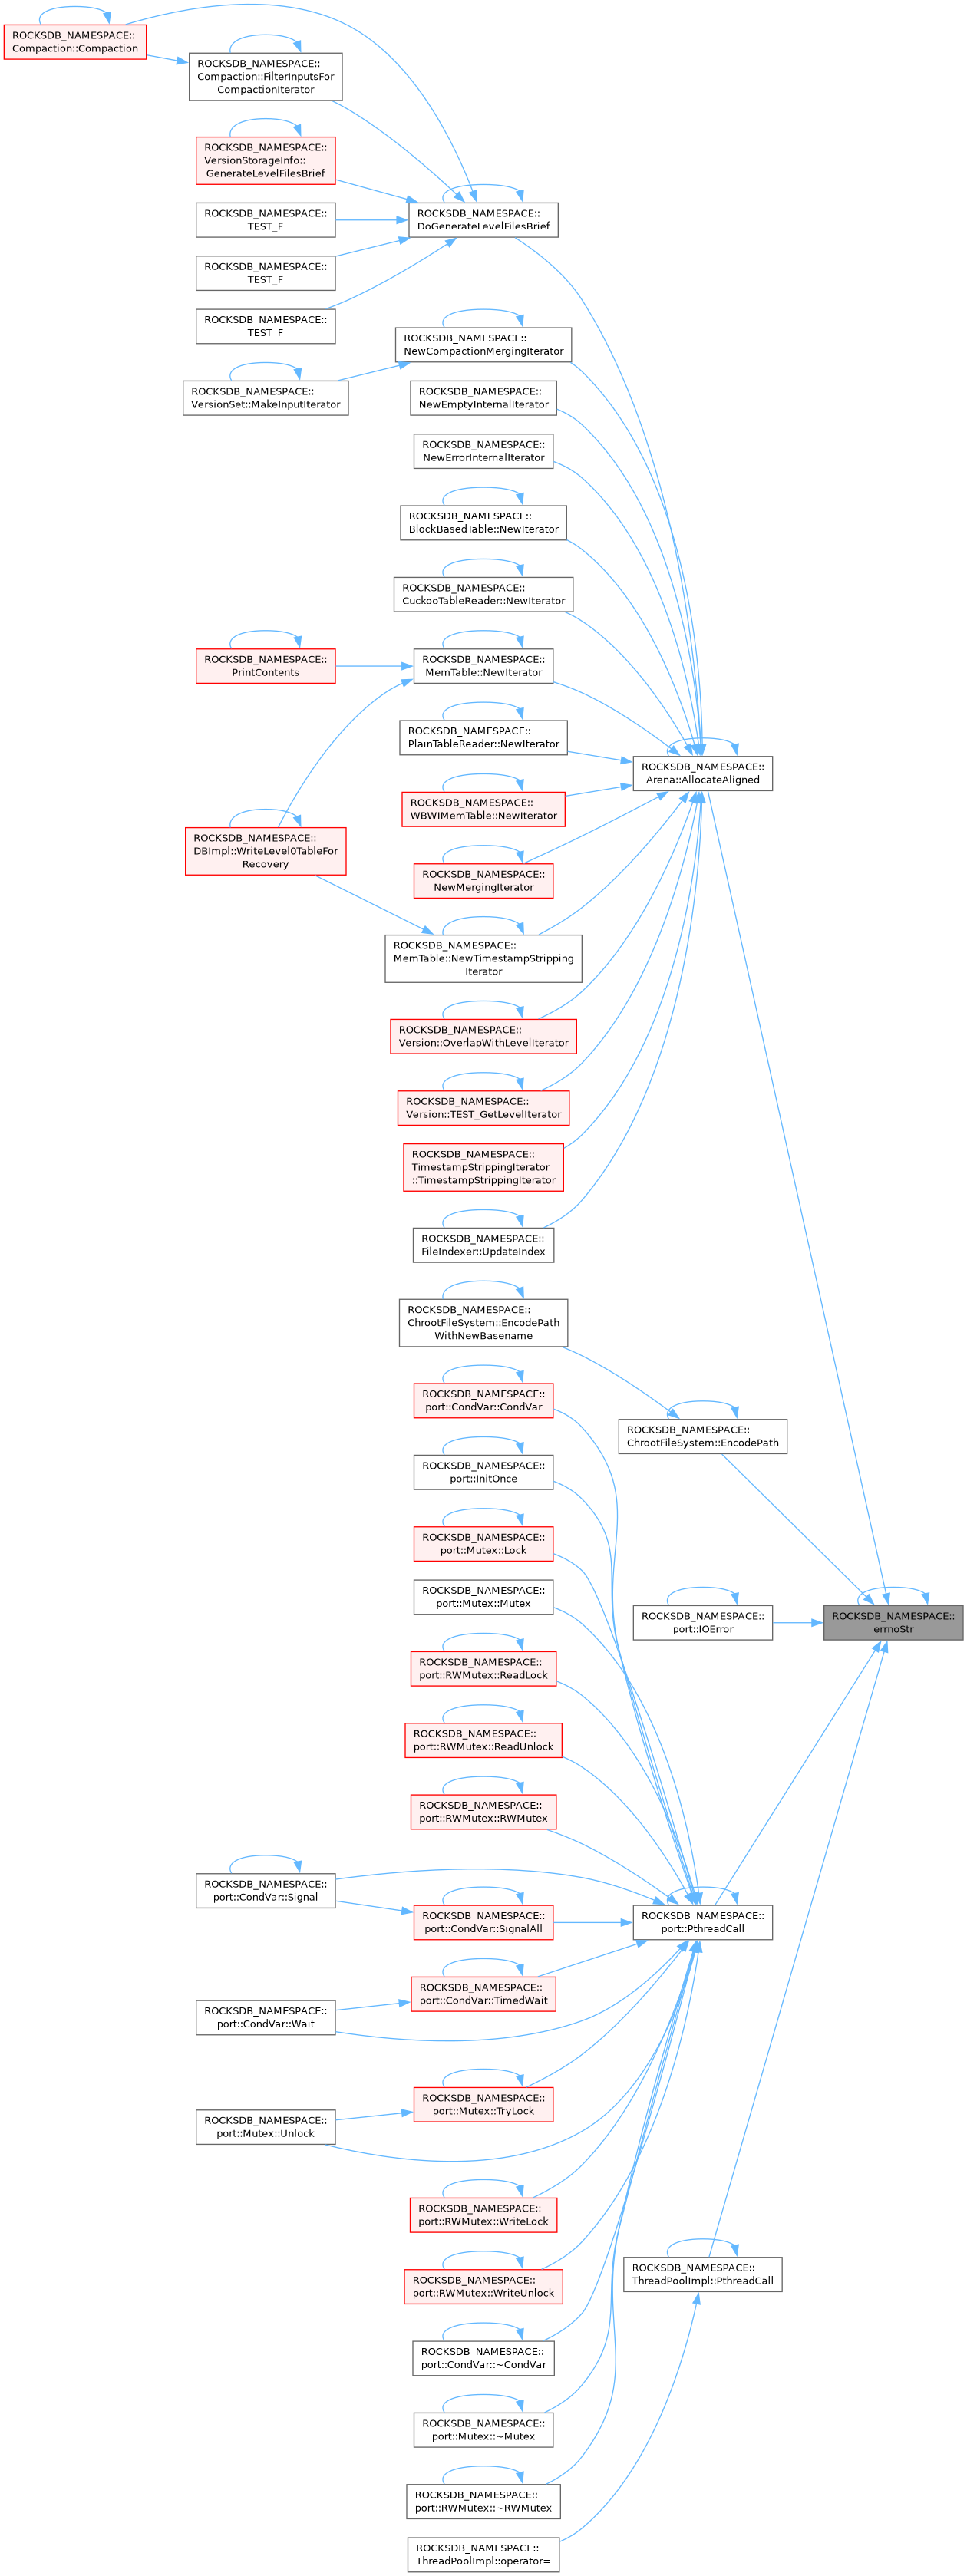 ROCKSDB_NAMESPACE::
Compaction::Compaction
ROCKSDB_NAMESPACE::
Compaction::FilterInputsFor
CompactionIterator
ROCKSDB_NAMESPACE::
VersionStorageInfo::
GenerateLevelFilesBrief
ROCKSDB_NAMESPACE::
TEST_F
ROCKSDB_NAMESPACE::
DoGenerateLevelFilesBrief
ROCKSDB_NAMESPACE::
TEST_F
ROCKSDB_NAMESPACE::
TEST_F
ROCKSDB_NAMESPACE::
NewCompactionMergingIterator
ROCKSDB_NAMESPACE::
VersionSet::MakeInputIterator
ROCKSDB_NAMESPACE::
NewEmptyInternalIterator
ROCKSDB_NAMESPACE::
NewErrorInternalIterator
ROCKSDB_NAMESPACE::
BlockBasedTable::NewIterator
ROCKSDB_NAMESPACE::
CuckooTableReader::NewIterator
ROCKSDB_NAMESPACE::
PrintContents
ROCKSDB_NAMESPACE::
MemTable::NewIterator
ROCKSDB_NAMESPACE::
PlainTableReader::NewIterator
ROCKSDB_NAMESPACE::
Arena::AllocateAligned
ROCKSDB_NAMESPACE::
WBWIMemTable::NewIterator
ROCKSDB_NAMESPACE::
DBImpl::WriteLevel0TableFor
Recovery
ROCKSDB_NAMESPACE::
NewMergingIterator
ROCKSDB_NAMESPACE::
MemTable::NewTimestampStripping
Iterator
ROCKSDB_NAMESPACE::
Version::OverlapWithLevelIterator
ROCKSDB_NAMESPACE::
Version::TEST_GetLevelIterator
ROCKSDB_NAMESPACE::
TimestampStrippingIterator
::TimestampStrippingIterator
ROCKSDB_NAMESPACE::
FileIndexer::UpdateIndex
ROCKSDB_NAMESPACE::
ChrootFileSystem::EncodePath
WithNewBasename
ROCKSDB_NAMESPACE::
port::CondVar::CondVar
ROCKSDB_NAMESPACE::
ChrootFileSystem::EncodePath
ROCKSDB_NAMESPACE::
port::InitOnce
ROCKSDB_NAMESPACE::
port::Mutex::Lock
ROCKSDB_NAMESPACE::
port::Mutex::Mutex
ROCKSDB_NAMESPACE::
port::IOError
ROCKSDB_NAMESPACE::
errnoStr
ROCKSDB_NAMESPACE::
port::RWMutex::ReadLock
ROCKSDB_NAMESPACE::
port::RWMutex::ReadUnlock
ROCKSDB_NAMESPACE::
port::RWMutex::RWMutex
ROCKSDB_NAMESPACE::
port::CondVar::Signal
ROCKSDB_NAMESPACE::
port::CondVar::SignalAll
ROCKSDB_NAMESPACE::
port::PthreadCall
ROCKSDB_NAMESPACE::
port::CondVar::TimedWait
ROCKSDB_NAMESPACE::
port::CondVar::Wait
ROCKSDB_NAMESPACE::
port::Mutex::TryLock
ROCKSDB_NAMESPACE::
port::Mutex::Unlock
ROCKSDB_NAMESPACE::
port::RWMutex::WriteLock
ROCKSDB_NAMESPACE::
port::RWMutex::WriteUnlock
ROCKSDB_NAMESPACE::
ThreadPoolImpl::PthreadCall
ROCKSDB_NAMESPACE::
port::CondVar::~CondVar
ROCKSDB_NAMESPACE::
port::Mutex::~Mutex
ROCKSDB_NAMESPACE::
port::RWMutex::~RWMutex
ROCKSDB_NAMESPACE::
ThreadPoolImpl::operator=